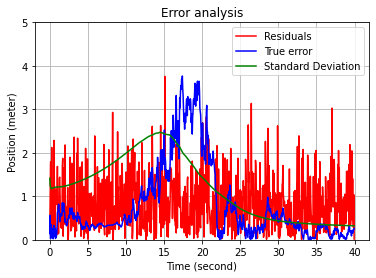 Error analysis
Residuals
True error
Standard Deviation
Position (meter)
5
4
3
2
1
0
0 5 10 15 20 25 30 35 40
Time (second)